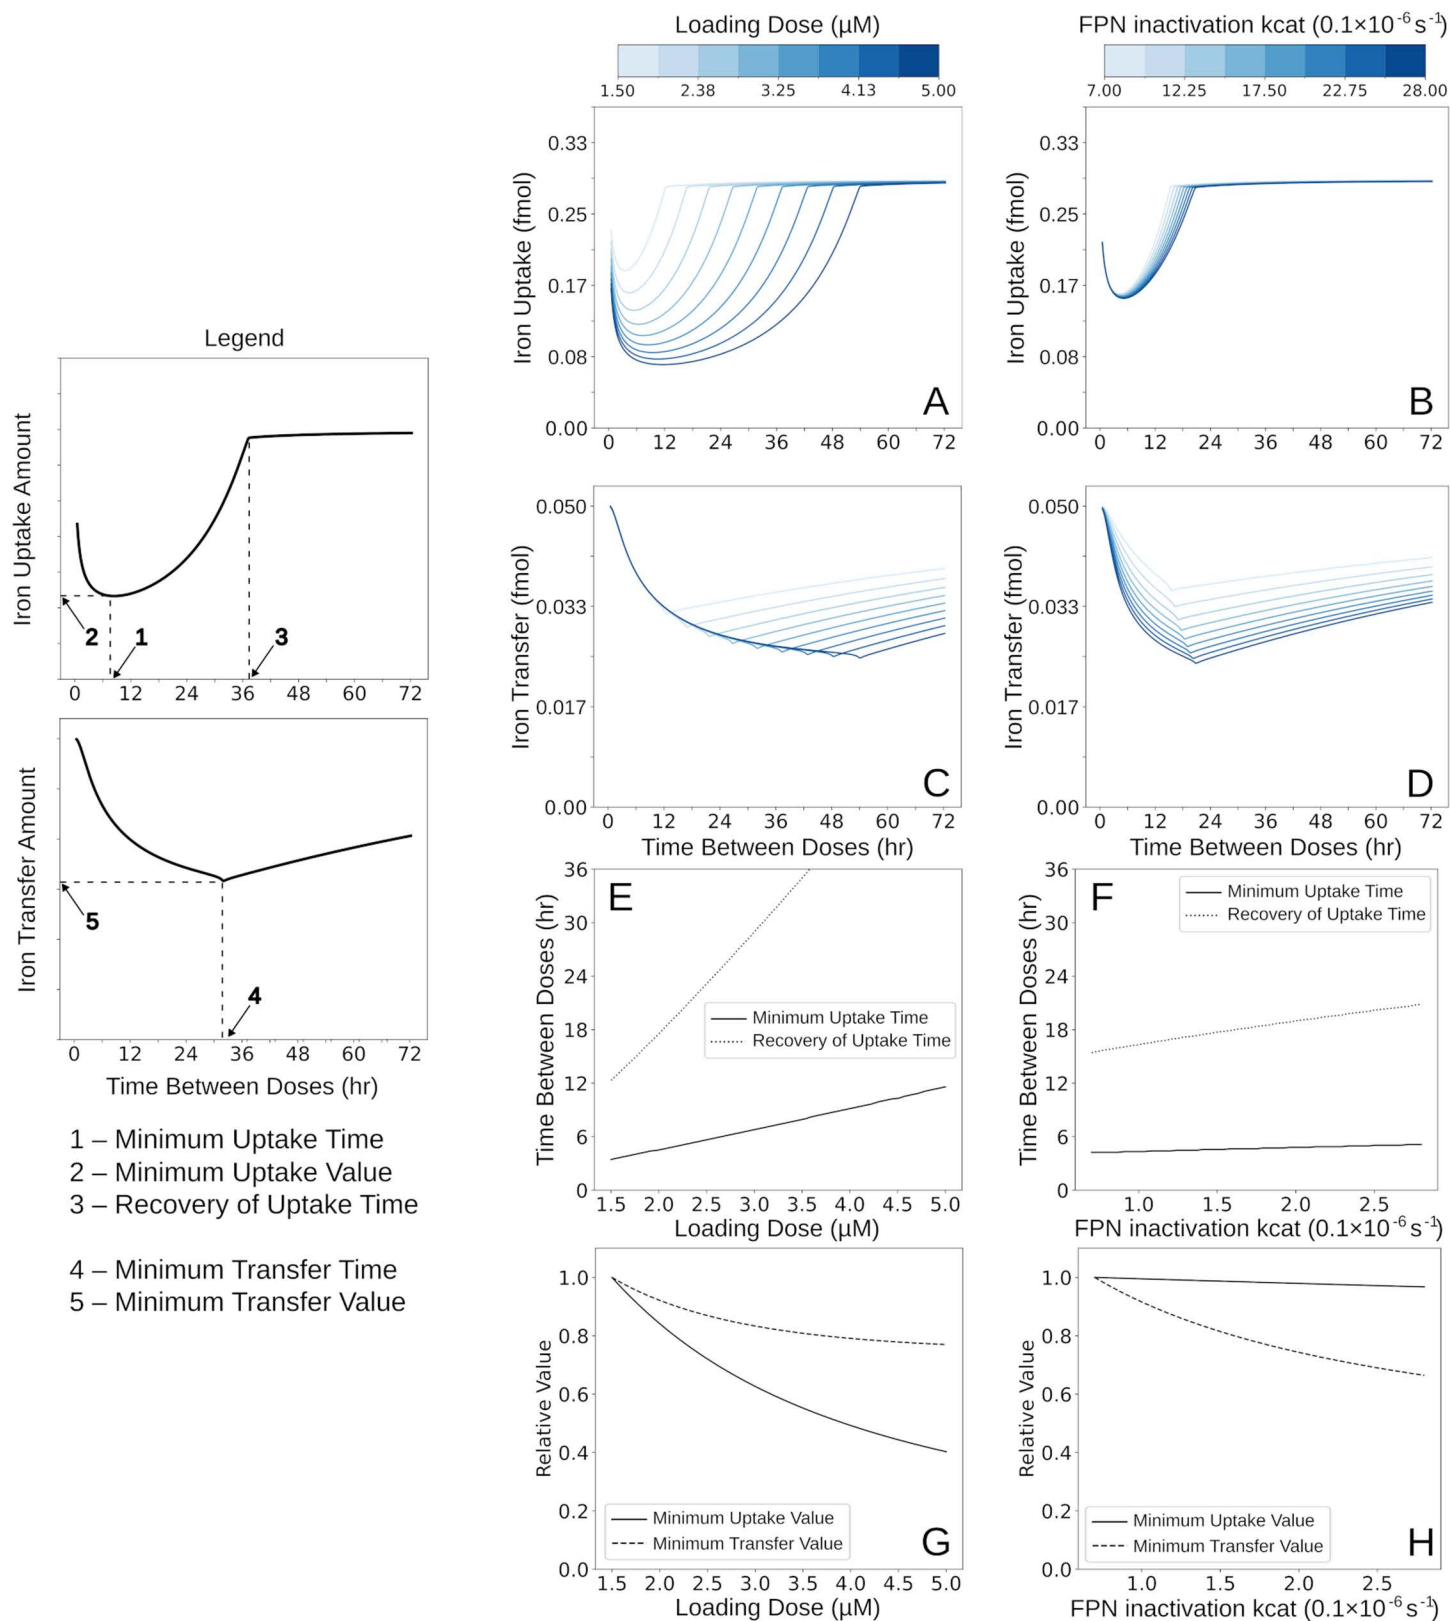 Legend
Iron Uptake Amount
2
1
3
0 12 24 36 48 60 72
Iron Transfer Amount
5
4
0 12 24 36 48 60 72
Time Between Doses (hr)
1 – Minimum Uptake Time
2 – Minimum Uptake Value
3 – Recovery of Uptake Time
4 – Minimum Transfer Time
5 – Minimum Transfer Value
Loading Dose (µM)
1.50 2.38 3.25 4.13 5.00
Iron Uptake (fmol)
0.33
0.25
0.17
0.08
0.00
A
0 12 24 36 48 60 72
FPN inactivation kcat (0.1×10⁻⁶ s⁻¹)
7.00 12.25 17.50 22.75 28.00
Iron Uptake (fmol)
0.33
0.25
0.17
0.08
0.00
B
0 12 24 36 48 60 72
Iron Transfer (fmol)
0.050
0.033
0.017
0.00
C
0 12 24 36 48 60 72
Time Between Doses (hr)
Iron Transfer (fmol)
0.050
0.033
0.017
0.00
D
0 12 24 36 48 60 72
Time Between Doses (hr)
E
Time Between Doses (hr)
36
30
24
18
12
6
0
Minimum Uptake Time
Recovery of Uptake Time
1.5 2.0 2.5 3.0 3.5 4.0 4.5 5.0
Loading Dose (µM)
F
Time Between Doses (hr)
36
30
24
18
12
6
0
Minimum Uptake Time
Recovery of Uptake Time
1.0 1.5 2.0 2.5
FPN inactivation kcat (0.1×10⁻⁶ s⁻¹)
Relative Value
1.0
0.8
0.6
0.4
0.2
0.0
Minimum Uptake Value
Minimum Transfer Value
G
1.5 2.0 2.5 3.0 3.5 4.0 4.5 5.0
Loading Dose (µM)
Relative Value
1.0
0.8
0.6
0.4
0.2
0.0
Minimum Uptake Value
Minimum Transfer Value
H
1.0 1.5 2.0 2.5
FPN inactivation kcat (0.1×10⁻⁶ s⁻¹)